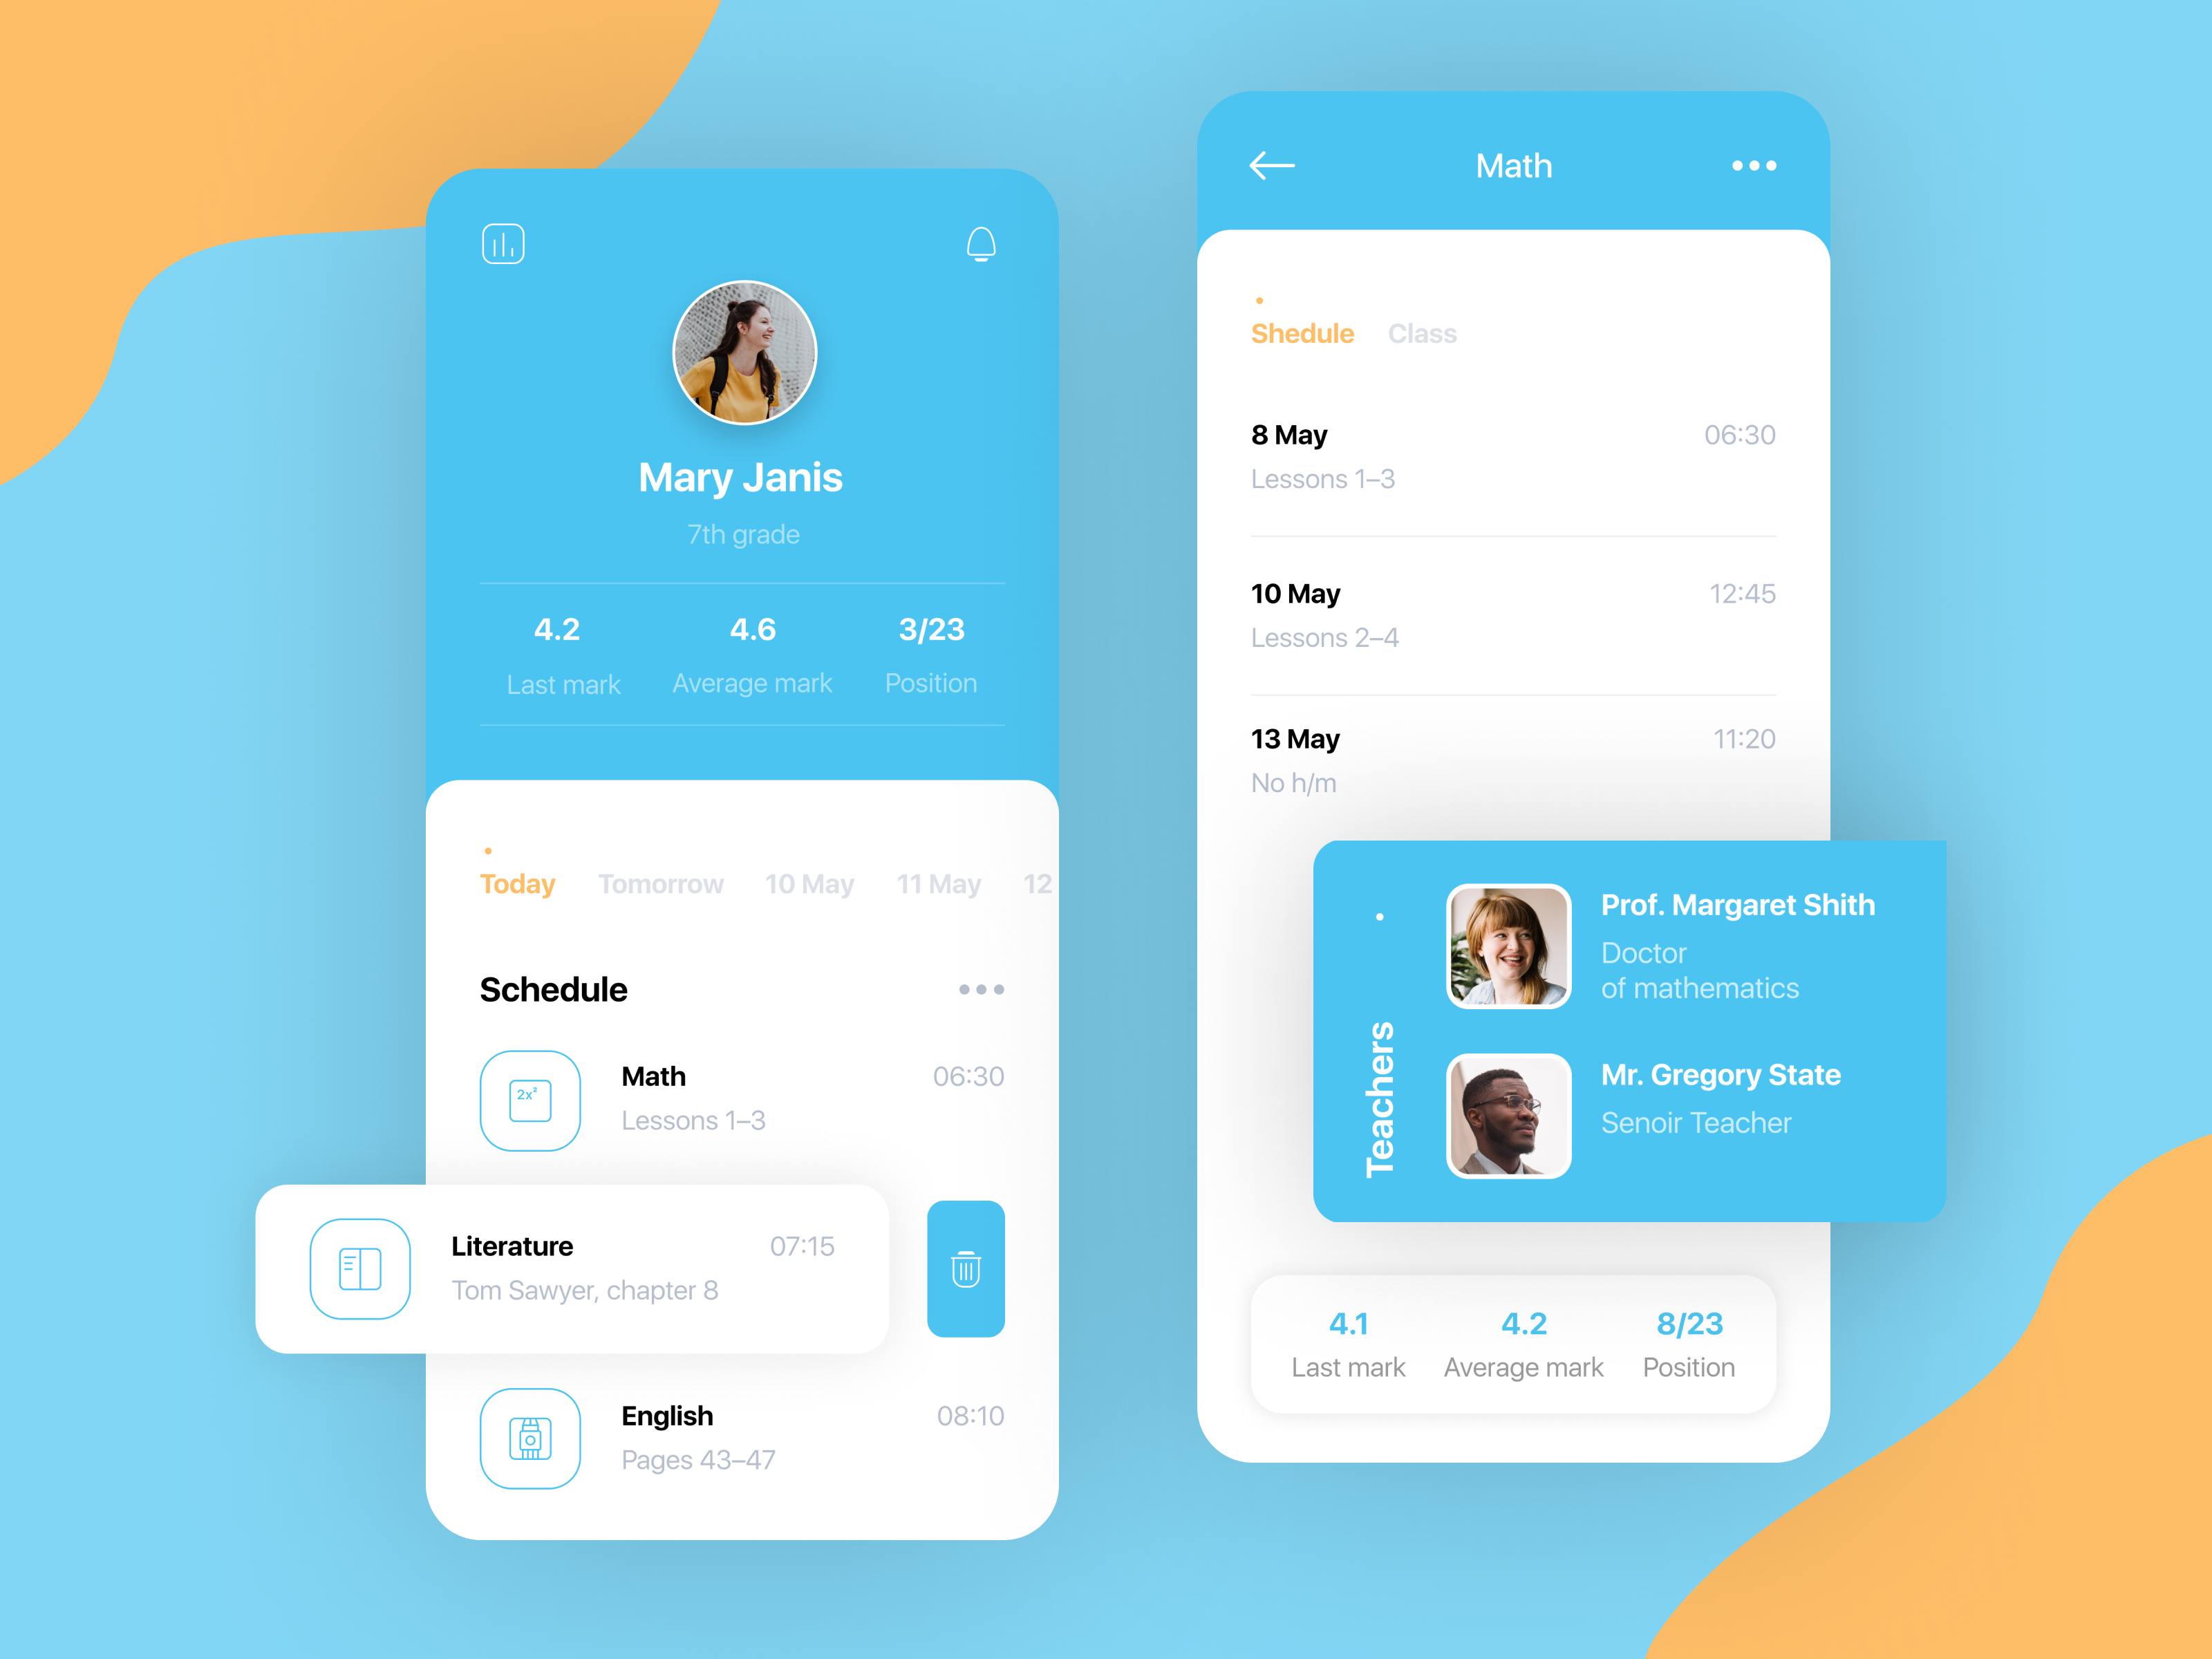 Mary Janis
7th grade
4.2
4.6
3/23
Last mark
Average mark
Position
Today
Tomorrow
10 May
11 May
12
Schedule
2x²
Math
06:30
Lessons 1–3
Literature
07:15
Tom Sawyer, chapter 8
English
08:10
Pages 43–47
Math
Shedule
Class
8 May
06:30
Lessons 1–3
10 May
12:45
Lessons 2–4
13 May
11:20
No h/m
Teachers
Prof. Margaret Shith
Doctor
of mathematics
Mr. Gregory State
Senoir Teacher
4.1
4.2
8/23
Last mark
Average mark
Position